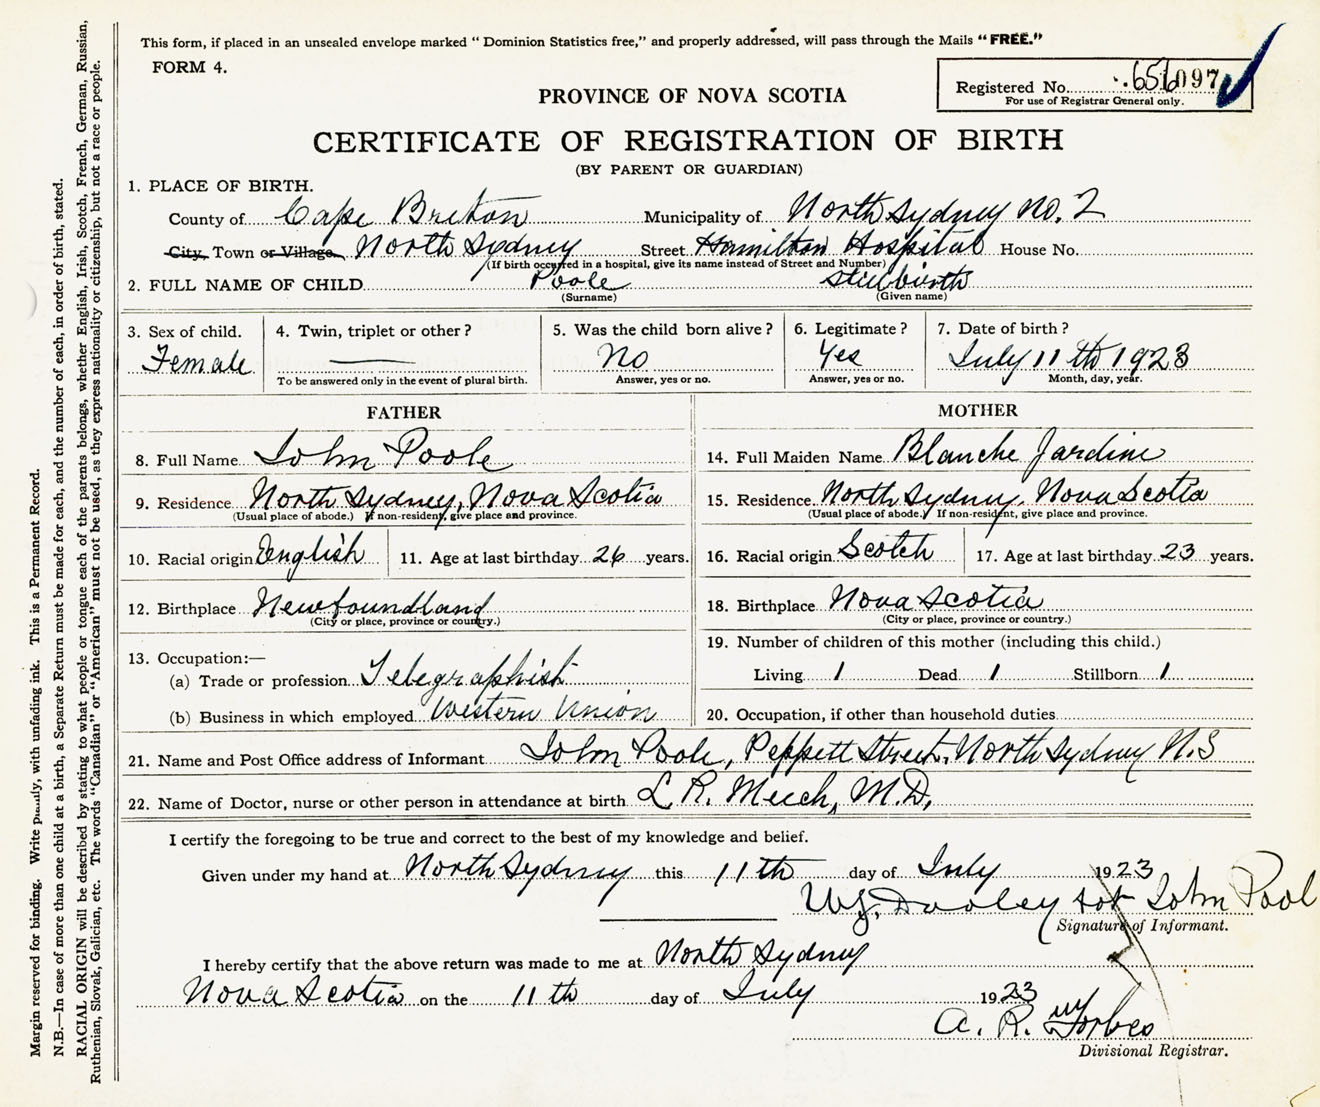 This form, if placed in an unsealed envelope marked “Dominion Statistics free,” and properly addressed, will pass through the Mails “FREE.”
FORM 4.
Registered No. 656097
For use of Registrar General only.
PROVINCE OF NOVA SCOTIA
CERTIFICATE OF REGISTRATION OF BIRTH
(BY PARENT OR GUARDIAN)
1. PLACE OF BIRTH.
County of Cape Breton Municipality of North Sydney No. 2
City, Town or Village North Sydney Street Hamilton Hospital House No.
(If birth occurred in a hospital, give its name instead of Street and Number)
2. FULL NAME OF CHILD Poole Stillbirth
(Surname) (Given name)
3. Sex of child. 4. Twin, triplet or other? 5. Was the child born alive? 6. Legitimate? 7. Date of birth?
Female — No Yes July 11th 1923
To be answered only in the event of plural birth. Answer, yes or no. Answer, yes or no. Month, day, year.
FATHER MOTHER
8. Full Name John Poole 14. Full Maiden Name Blanche Jardine
9. Residence North Sydney, Nova Scotia 15. Residence North Sydney, Nova Scotia
(Usual place of abode.) If non-resident, give place and province. (Usual place of abode.) If non-resident, give place and province.
10. Racial origin English 11. Age at last birthday 26 years. 16. Racial origin Scotch 17. Age at last birthday 23 years.
12. Birthplace Newfoundland 18. Birthplace Nova Scotia
(City or place, province or country.) (City or place, province or country.)
13. Occupation:— 19. Number of children of this mother (including this child.)
(a) Trade or profession Telegraphist Living 1 Dead 1 Stillborn 1
(b) Business in which employed Western Union 20. Occupation, if other than household duties
21. Name and Post Office address of Informant John Poole, Peppett Street, North Sydney N.S
22. Name of Doctor, nurse or other person in attendance at birth L. R. Meech, M.D.
I certify the foregoing to be true and correct to the best of my knowledge and belief.
Given under my hand at North Sydney this 11th day of July 1923
W. J. Dooley for John Pool
Signature of Informant.
I hereby certify that the above return was made to me at North Sydney
Nova Scotia on the 11th day of July 1923
A. R. Forbes
Divisional Registrar.
Margin reserved for binding. Write plainly, with unfading ink. This is a Permanent Record.
N.B.—In case of more than one child at a birth, a Separate Return must be made for each, and the number of each, in order of birth, stated.
RACIAL ORIGIN will be described by stating to what people or tongue each of the parents belongs, whether English, Irish, Scotch, French, German, Russian,
Ruthenian, Slovak, Galician, etc. The words “Canadian” or “American” must not be used, as they express nationality or citizenship, but not a race or people.